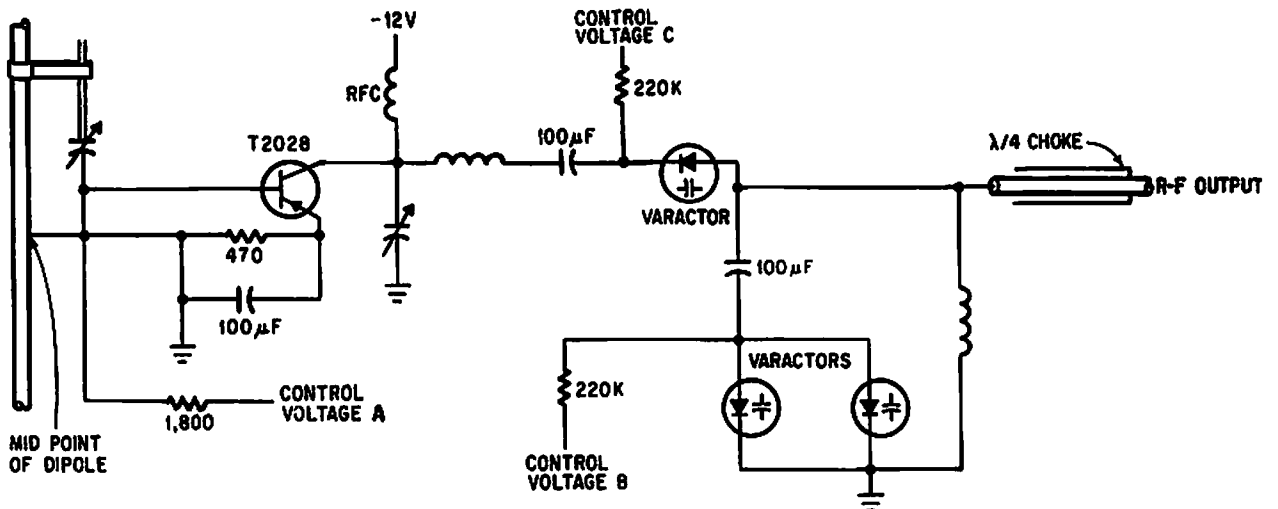 -12V
CONTROL
VOLTAGE C
RFC
220K
T2028
100μF
λ/4 CHOKE
R-F OUTPUT
VARACTOR
470
100μF
100μF
VARACTORS
220K
1,800
CONTROL
VOLTAGE A
MID POINT
OF DIPOLE
CONTROL
VOLTAGE B